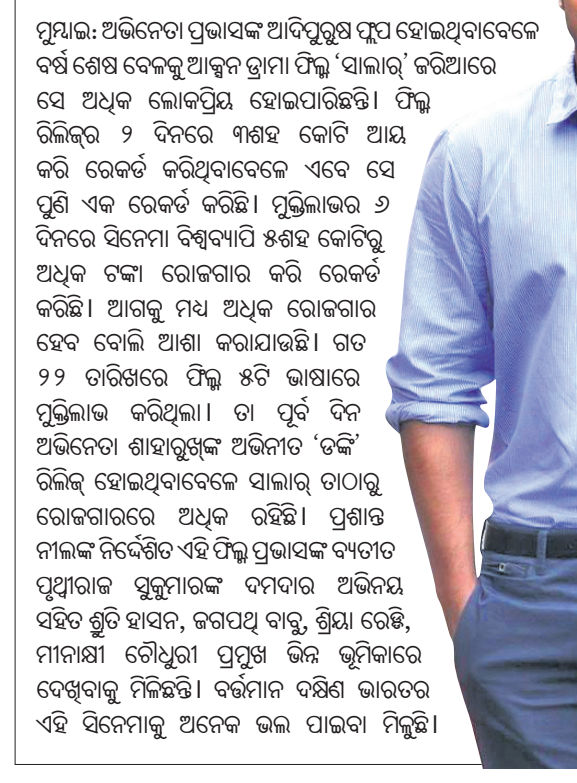 ମୁମ୍ବାଇ: ଅଭିନେତା ପ୍ରଭାସଙ୍କ ଆଦିପୁରୁଷ ଫ୍ଲପ ହୋଇଥିବାବେଳେ
ବର୍ଷ ଶେଷ ବେଳକୁ ଆକ୍ସନ ଡ୍ରାମା ଫିଲ୍ମ ‘ସାଲାର୍’ ଜରିଆରେ
ସେ ଅଧିକ ଲୋକପ୍ରିୟ ହୋଇପାରିଛନ୍ତି। ଫିଲ୍ମ
ରିଲିଜ୍‌ର ୨ ଦିନରେ ୩ଶହ କୋଟି ଆୟ
କରି ରେକର୍ଡ କରିଥିବାବେଳେ ଏବେ ସେ
ପୁଣି ଏକ ରେକର୍ଡ କରିଛି। ମୁକ୍ତିଲାଭର ୬
ଦିନରେ ସିନେମା ବିଶ୍ୱବ୍ୟାପି ୫ଶହ କୋଟିରୁ
ଅଧିକ ଟଙ୍କା ରୋଜଗାର କରି ରେକର୍ଡ
କରିଛି। ଆଗକୁ ମଧ୍ୟ ଅଧିକ ରୋଜଗାର
ହେବ ବୋଲି ଆଶା କରାଯାଉଛି। ଗତ
୨୨ ତାରିଖରେ ଫିଲ୍ମ ୫ଟି ଭାଷାରେ
ମୁକ୍ତିଲାଭ କରିଥିଲା। ତା ପୂର୍ବ ଦିନ
ଅଭିନେତା ଶାହାରୁଖ୍‌ଙ୍କ ଅଭିନୀତ ‘ଡଙ୍କି’
ରିଲିଜ୍ ହୋଇଥିବାବେଳେ ସାଲାର୍ ତାଠାରୁ
ରୋଜଗାରରେ ଅଧିକ ରହିଛି। ପ୍ରଶାନ୍ତ
ନୀଲଙ୍କ ନିର୍ଦ୍ଦେଶିତ ଏହି ଫିଲ୍ମ ପ୍ରଭାସଙ୍କ ବ୍ୟତୀତ
ପୃଥ୍ୱୀରାଜ ସୁକୁମାରଙ୍କ ଦମଦାର ଅଭିନୟ
ସହିତ ଶ୍ରୁତି ହାସନ, ଜଗପଥି ବାବୁ, ଶ୍ରିୟା ରେଡ୍ଡି,
ମୀନାକ୍ଷୀ ଚୌଧୁରୀ ପ୍ରମୁଖ ଭିନ୍ନ ଭୂମିକାରେ
ଦେଖିବାକୁ ମିଳିଛନ୍ତି। ବର୍ତ୍ତମାନ ଦକ୍ଷିଣ ଭାରତର
ଏହି ସିନେମାକୁ ଅନେକ ଭଲ ପାଇବା ମିଳୁଛି।